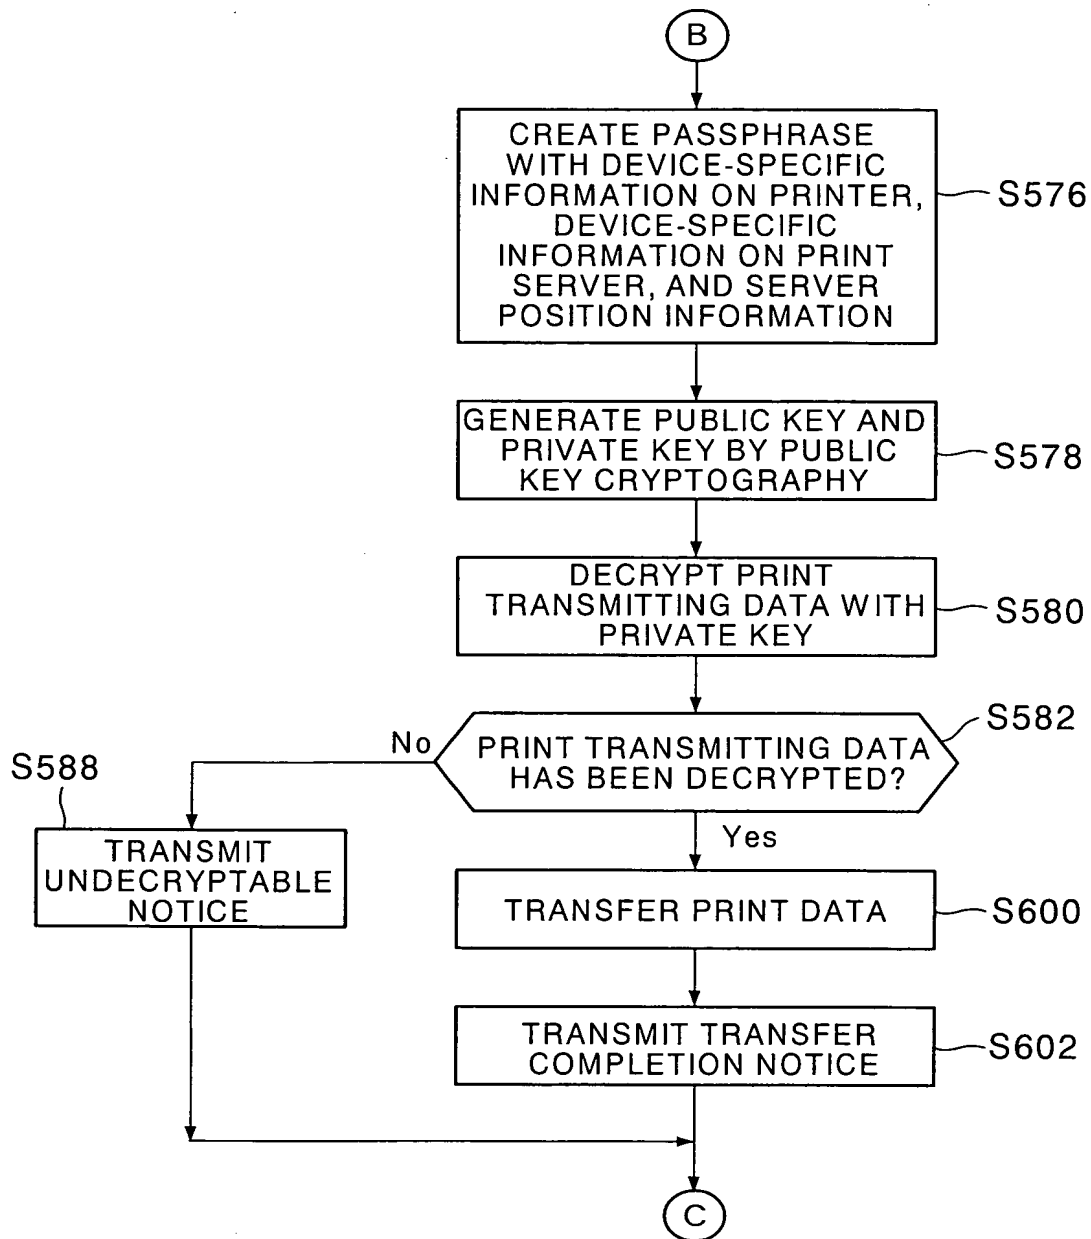 B
CREATE PASSPHRASE
WITH DEVICE-SPECIFIC
INFORMATION ON PRINTER,
DEVICE-SPECIFIC
INFORMATION ON PRINT
SERVER, AND SERVER
POSITION INFORMATION
S576
GENERATE PUBLIC KEY AND
PRIVATE KEY BY PUBLIC
KEY CRYPTOGRAPHY
S578
DECRYPT PRINT
TRANSMITTING DATA WITH
PRIVATE KEY
S580
PRINT TRANSMITTING DATA
HAS BEEN DECRYPTED?
S582
No
S588
TRANSMIT
UNDECRYPTABLE
NOTICE
Yes
TRANSFER PRINT DATA
S600
TRANSMIT TRANSFER
COMPLETION NOTICE
S602
C